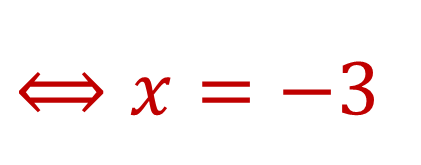 ⟺ x = −3